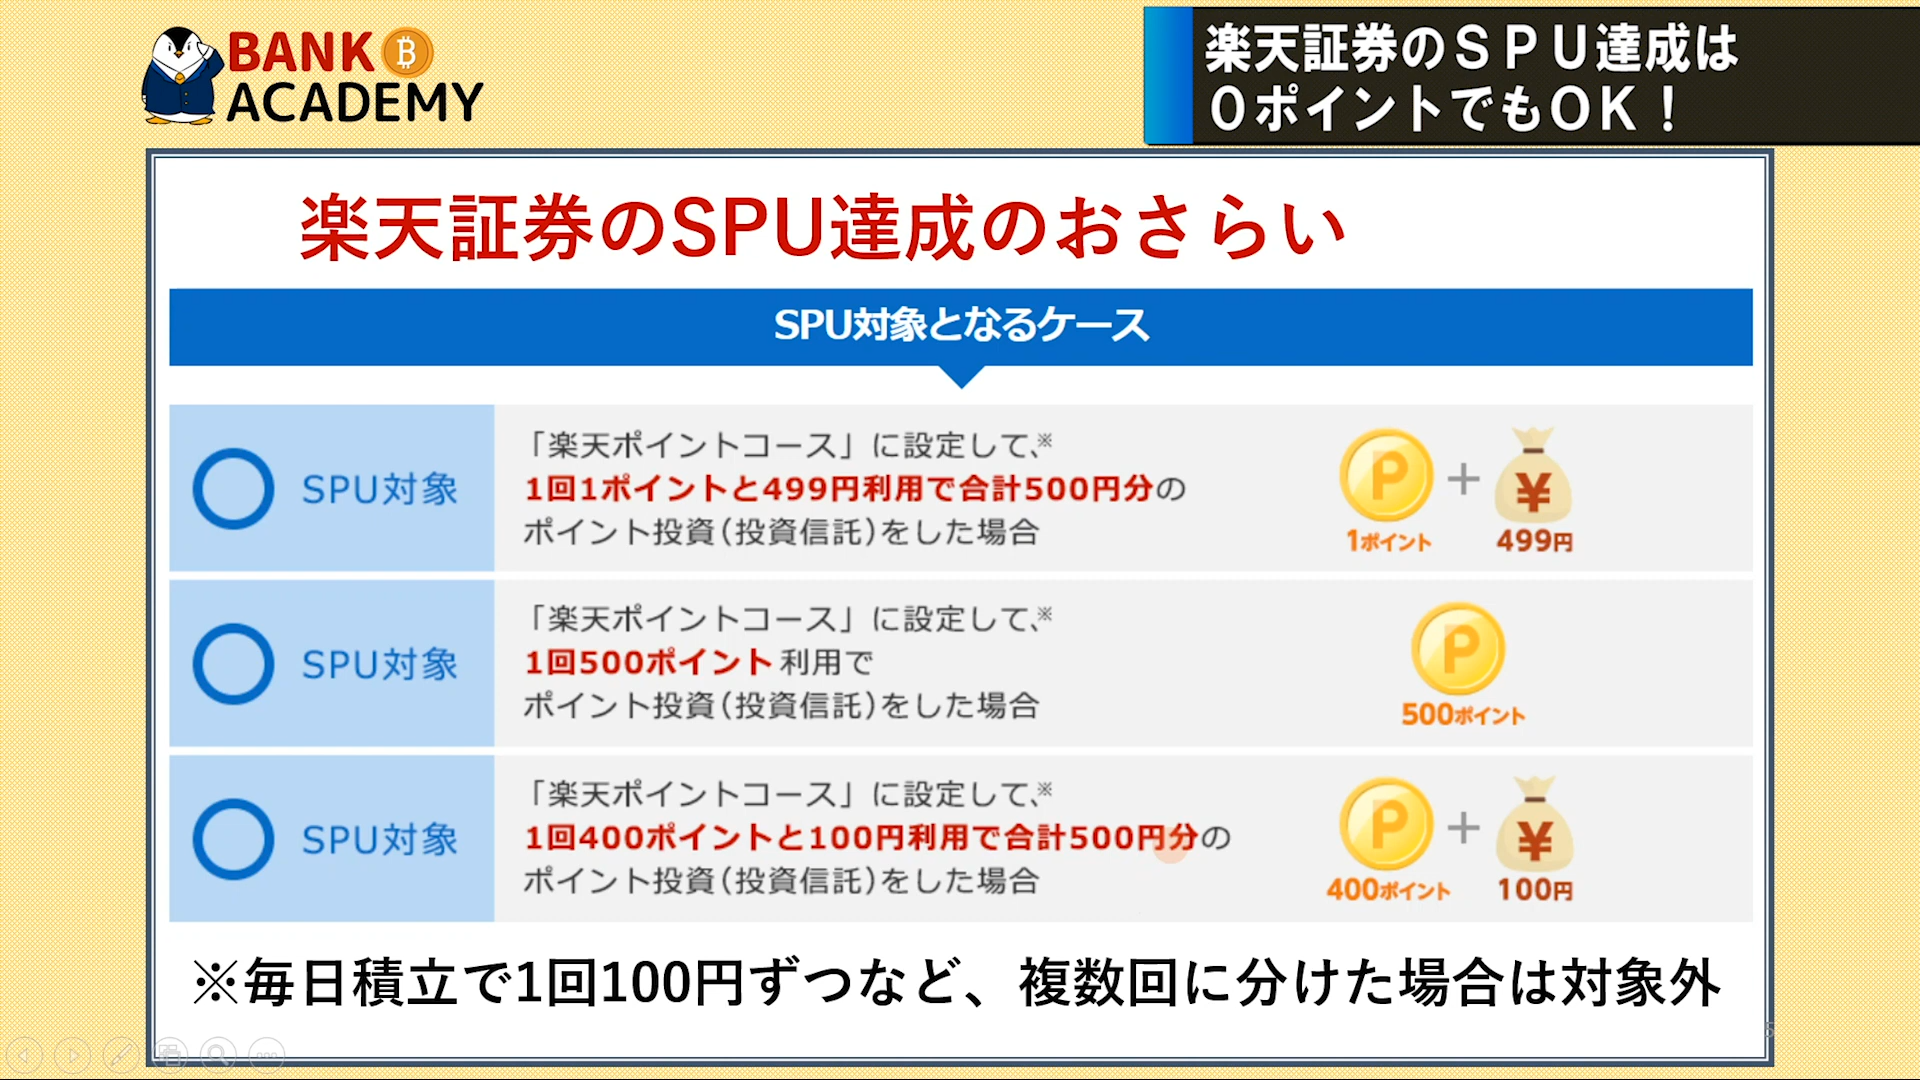 BANK
ACADEMY
楽天証券のＳＰＵ達成は
０ポイントでもＯＫ！
楽天証券のSPU達成のおさらい
SPU対象となるケース
SPU対象
「楽天ポイントコース」に設定して、※
1回1ポイントと499円利用で合計500円分の
ポイント投資（投資信託）をした場合
P
+
¥
1ポイント
499円
SPU対象
「楽天ポイントコース」に設定して、※
1回500ポイント利用で
ポイント投資（投資信託）をした場合
P
500ポイント
SPU対象
「楽天ポイントコース」に設定して、※
1回400ポイントと100円利用で合計500円分の
ポイント投資（投資信託）をした場合
P
+
¥
400ポイント
100円
※毎日積立で1回100円ずつなど、複数回に分けた場合は対象外